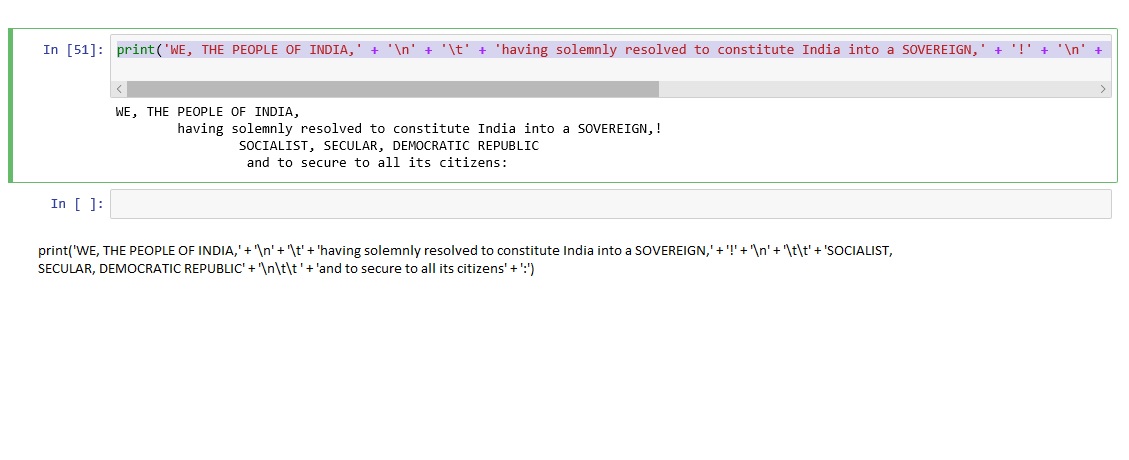 In [51]: print('WE, THE PEOPLE OF INDIA,' + '\n' + '\t' + 'having solemnly resolved to constitute India into a SOVEREIGN,' + '!' + '\n' +
WE, THE PEOPLE OF INDIA,
having solemnly resolved to constitute India into a SOVEREIGN,!
SOCIALIST, SECULAR, DEMOCRATIC REPUBLIC
and to secure to all its citizens:
In [ ]:
print('WE, THE PEOPLE OF INDIA,' + '\n' + '\t' + 'having solemnly resolved to constitute India into a SOVEREIGN,' + '!' + '\n' + '\t\t' + 'SOCIALIST,
SECULAR, DEMOCRATIC REPUBLIC' + '\n\t\t ' + 'and to secure to all its citizens' + ':')